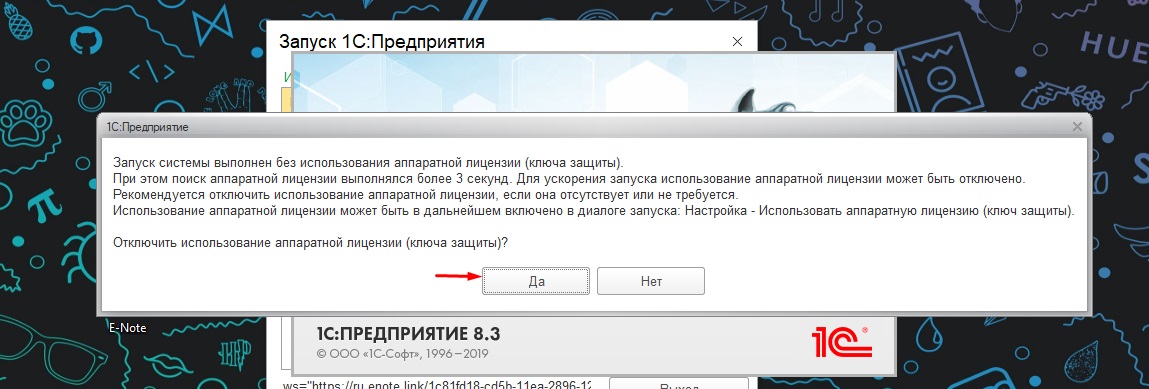 Запуск 1С:Предприятия
HUE
1С:Предприятие
Запуск системы выполнен без использования аппаратной лицензии (ключа защиты).
При этом поиск аппаратной лицензии выполнялся более 3 секунд. Для ускорения запуска использование аппаратной лицензии может быть отключено.
Рекомендуется отключить использование аппаратной лицензии, если она отсутствует или не требуется.
Использование аппаратной лицензии может быть в дальнейшем включено в диалоге запуска: Настройка - Использовать аппаратную лицензию (ключ защиты).
Отключить использование аппаратной лицензии (ключа защиты)?
Да
Нет
E-Note
1С:ПРЕДПРИЯТИЕ 8.3
© ООО «1С-Софт», 1996–2019
1С®
ws="https://ru.enote.link/1c81fd18-cd5b-11ea-2896-12
Выход